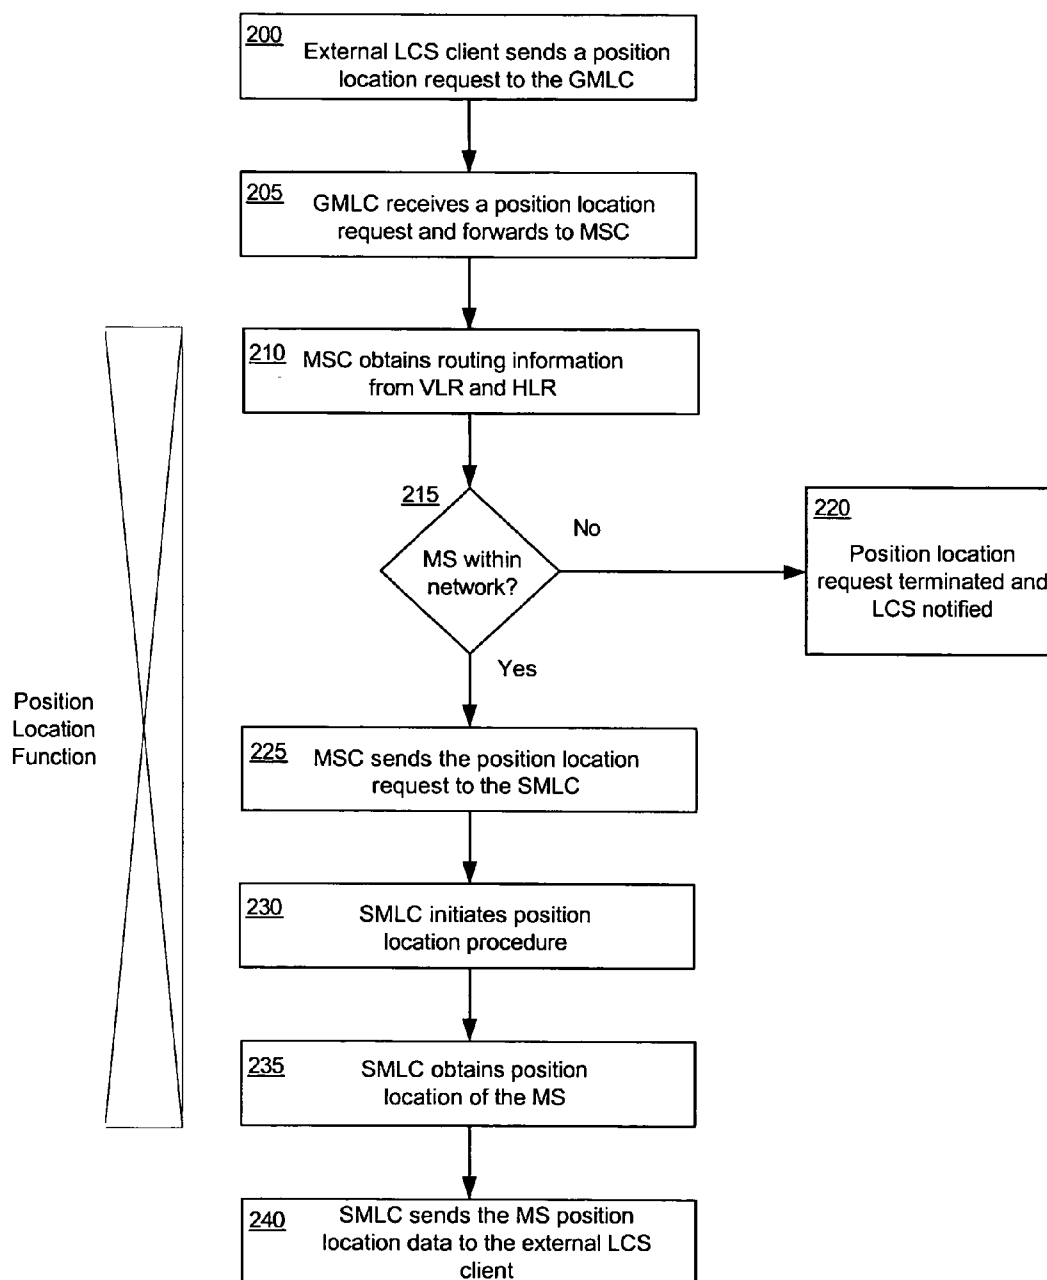 200
External LCS client sends a position
location request to the GMLC
205
GMLC receives a position location
request and forwards to MSC
210
MSC obtains routing information
from VLR and HLR
215
MS within
network?
No
220
Position location
request terminated and
LCS notified
Yes
Position
Location
Function
225
MSC sends the position location
request to the SMLC
230
SMLC initiates position
location procedure
235
SMLC obtains position
location of the MS
240
SMLC sends the MS position
location data to the external LCS
client